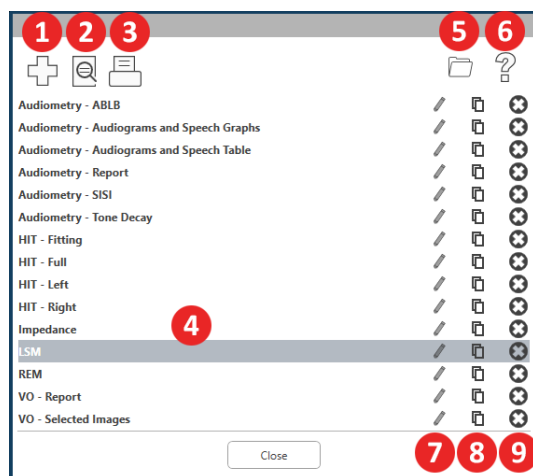 1 2 3 5 6
?
Audiometry - ABLB
Audiometry - Audiograms and Speech Graphs
Audiometry - Audiograms and Speech Table
Audiometry - Report
Audiometry - SISI
Audiometry - Tone Decay
HIT - Fitting
HIT - Full
HIT - Left
HIT - Right
Impedance
4
LSM
REM
VO - Report
VO - Selected Images
Close
7 8 9